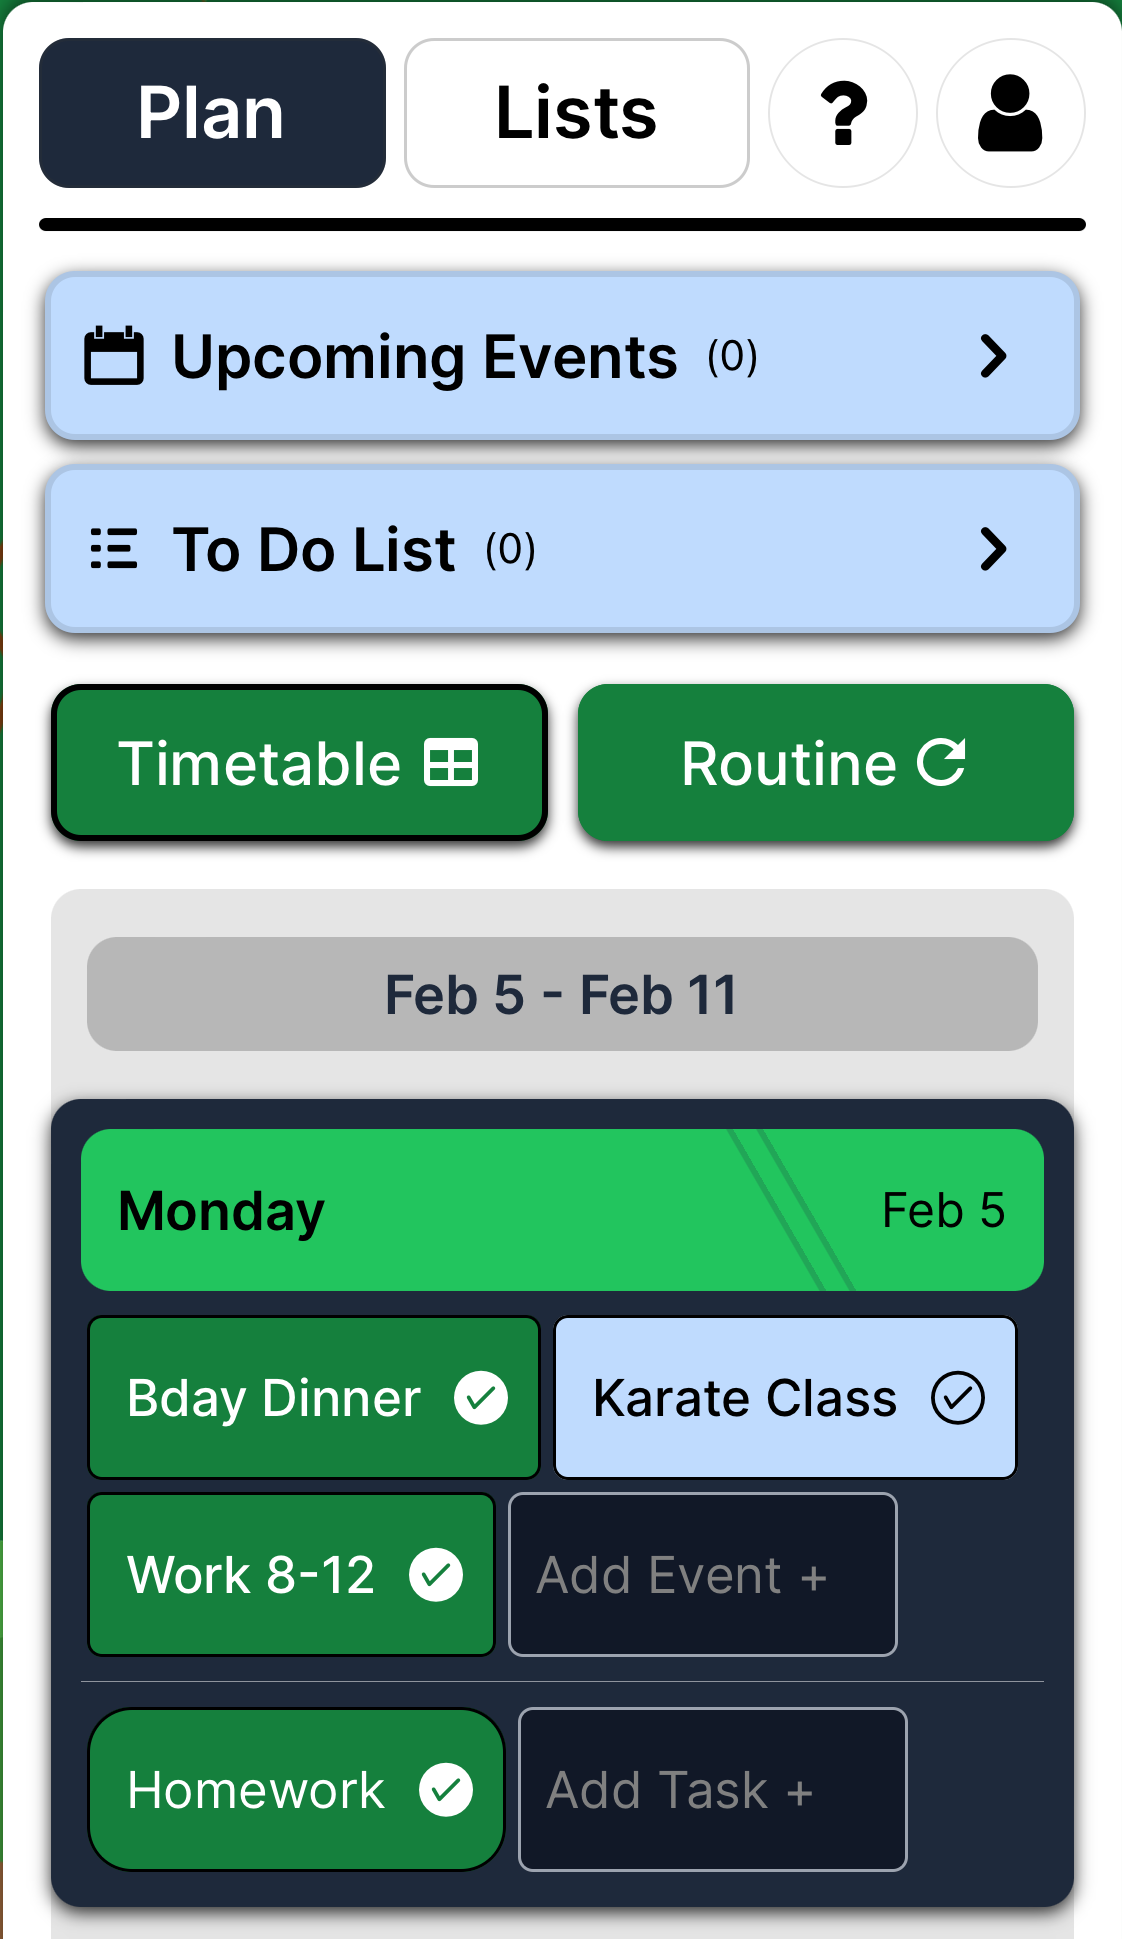 Plan Lists ?
Upcoming Events (0)
To Do List (0)
Timetable Routine
Feb 5 - Feb 11
Monday Feb 5
Bday Dinner Karate Class
Work 8-12 Add Event +
Homework Add Task +